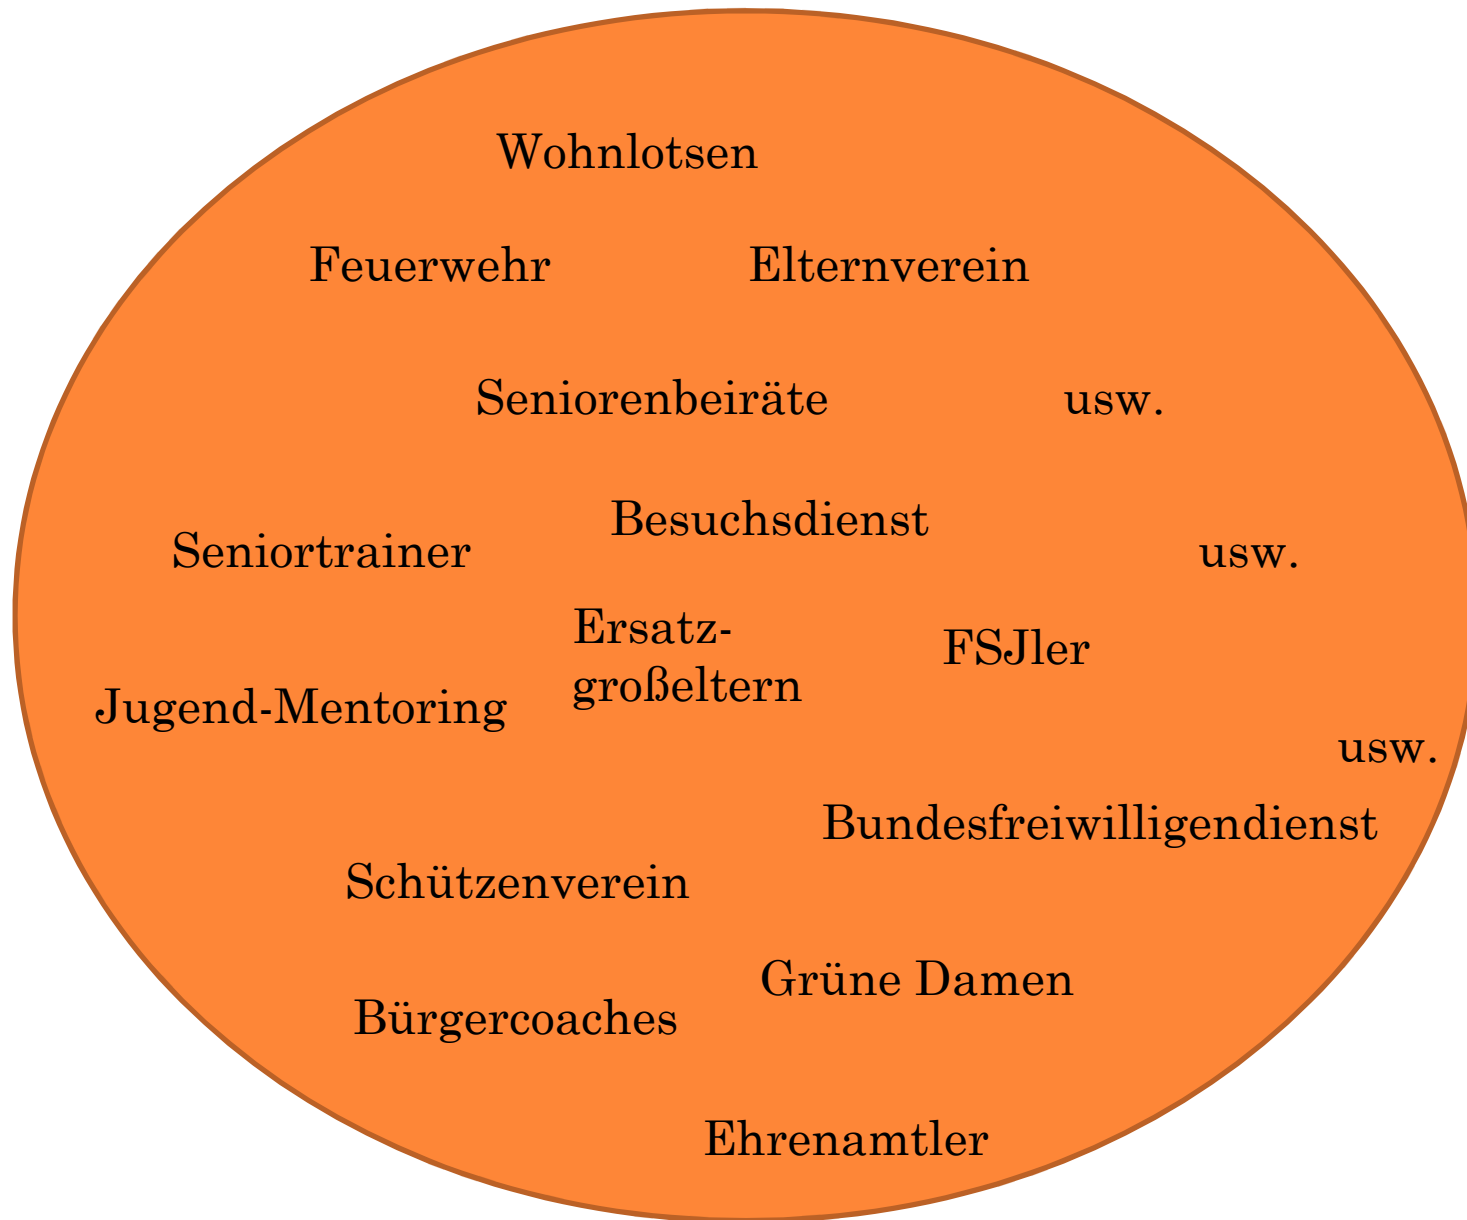 Wohnlotsen
Feuerwehr
Elternverein
Seniorenbeiräte
usw.
Besuchsdienst
Seniortrainer
usw.
Ersatz-
großeltern
FSJler
Jugend-Mentoring
usw.
Bundesfreiwilligendienst
Schützenverein
Grüne Damen
Bürgercoaches
Ehrenamtler